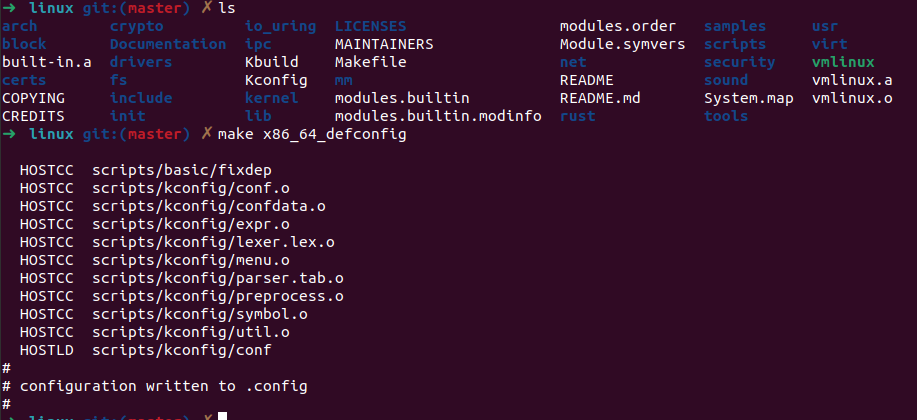 ➜ linux git:(master) ✗ ls
arch crypto io_uring LICENSES modules.order samples usr
block Documentation ipc MAINTAINERS Module.symvers scripts virt
built-in.a drivers Kbuild Makefile net security vmlinux
certs fs Kconfig mm README sound vmlinux.a
COPYING include kernel modules.builtin README.md System.map vmlinux.o
CREDITS init lib modules.builtin.modinfo rust tools
➜ linux git:(master) ✗ make x86_64_defconfig
HOSTCC scripts/basic/fixdep
HOSTCC scripts/kconfig/conf.o
HOSTCC scripts/kconfig/confdata.o
HOSTCC scripts/kconfig/expr.o
HOSTCC scripts/kconfig/lexer.lex.o
HOSTCC scripts/kconfig/menu.o
HOSTCC scripts/kconfig/parser.tab.o
HOSTCC scripts/kconfig/preprocess.o
HOSTCC scripts/kconfig/symbol.o
HOSTCC scripts/kconfig/util.o
HOSTLD scripts/kconfig/conf
#
# configuration written to .config
#
➜ linux git:(master) ✗